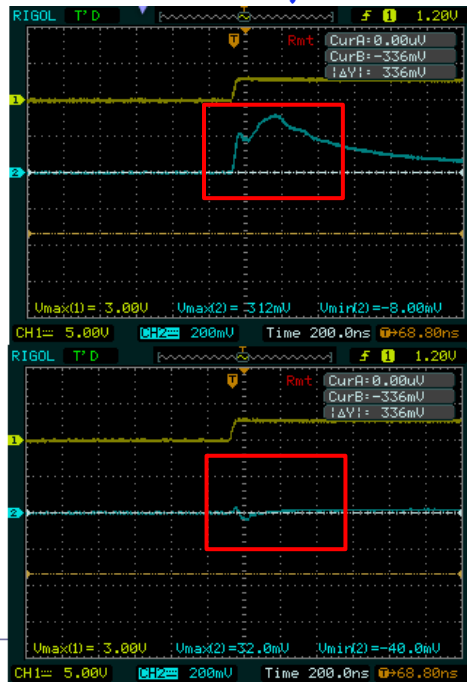 RIGOL T'D T f 1 1.20V
T Rmt CurA=0.00uV
CurB=-336mV
|ΔY|= 336mV
1
2
Vmax(1)= 3.00V Vmax(2)= 312mV Vmin(2)=-8.00mV
CH1 5.00V CH2 200mV Time 200.0ns T→68.80ns
RIGOL T'D T f 1 1.20V
T Rmt CurA=0.00uV
CurB=-336mV
|ΔY|= 336mV
1
2
Vmax(1)= 3.00V Vmax(2)=32.0mV Vmin(2)=-40.0mV
CH1 5.00V CH2 200mV Time 200.0ns T→68.80ns